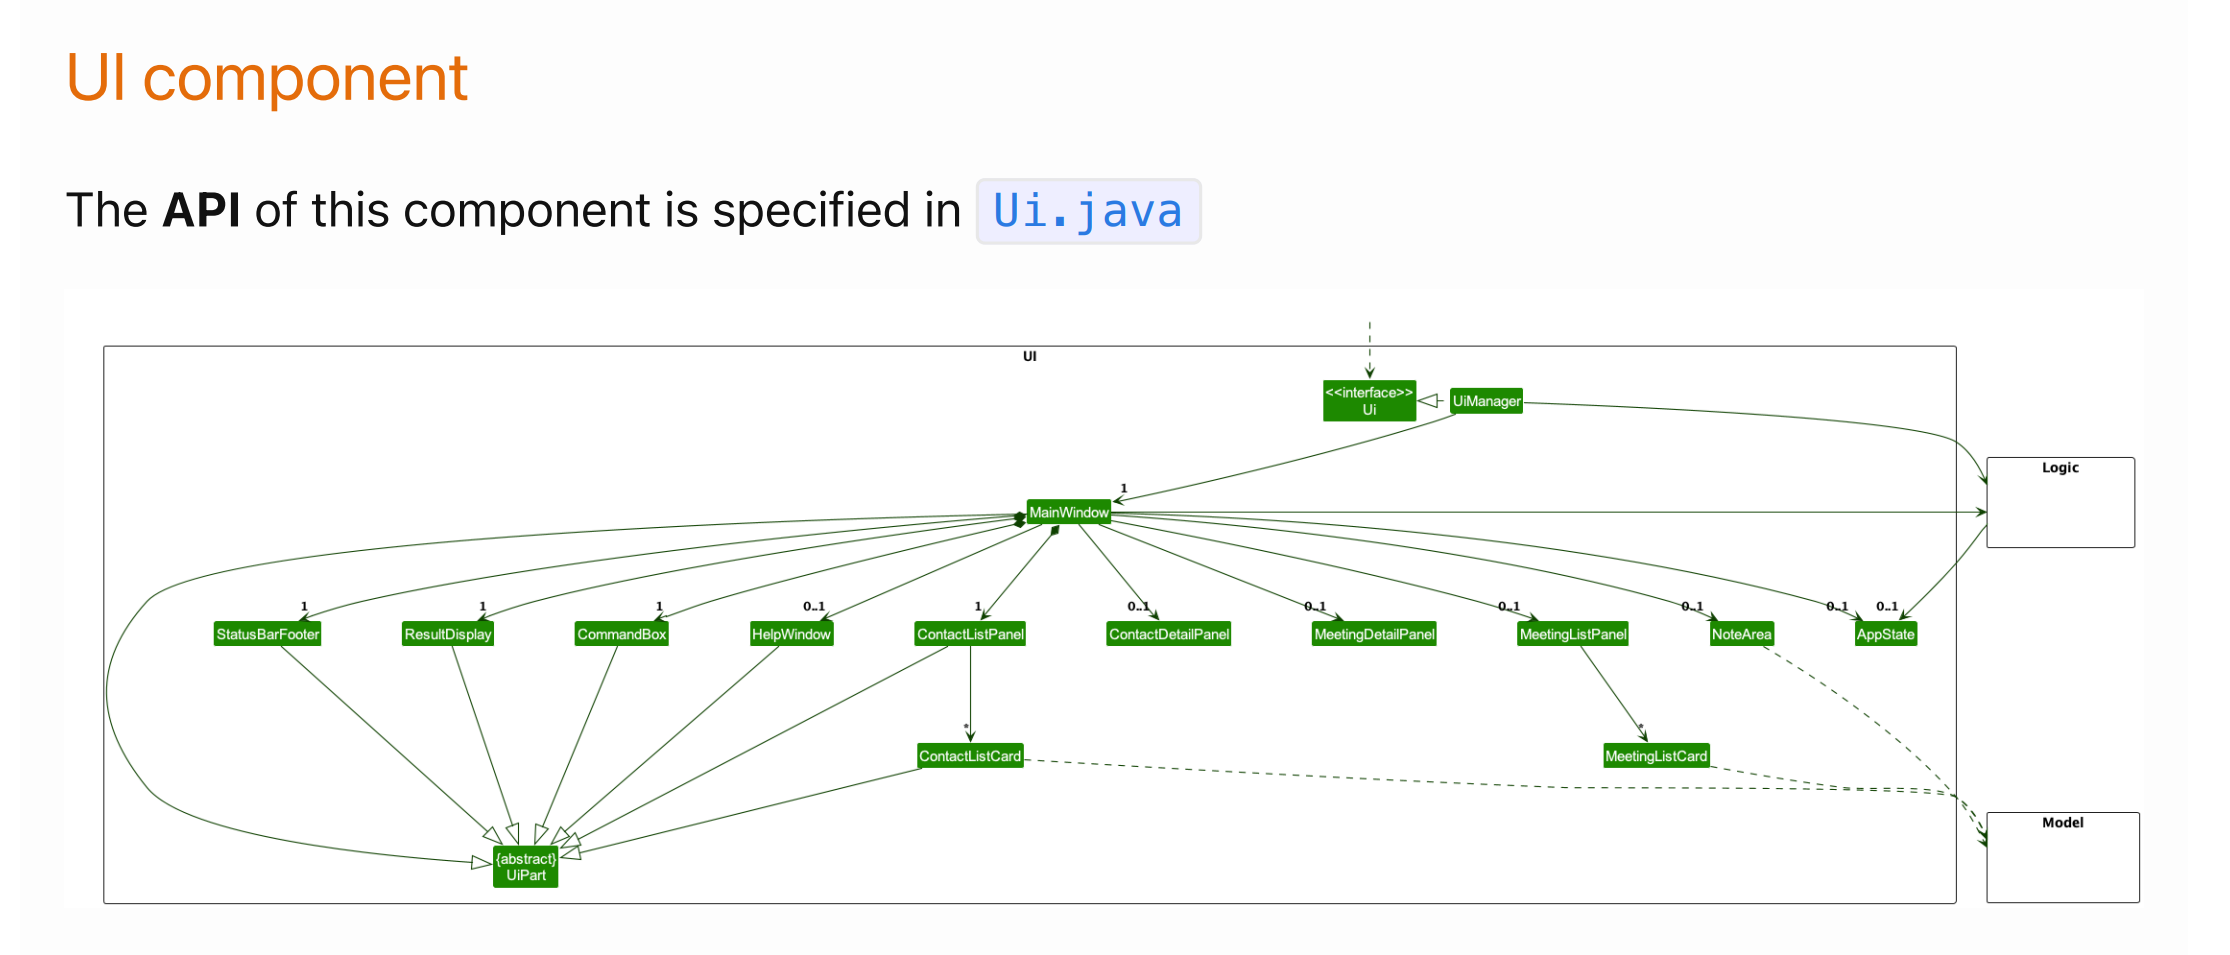 UI component
The API of this component is specified in Ui.java
UI
<<interface>>
Ui
UiManager
Logic
1
MainWindow
1
1
1
0..1
1
0..1
0..1
0..1
0..1
0..1
0..1
StatusBarFooter
ResultDisplay
CommandBox
HelpWindow
ContactListPanel
ContactDetailPanel
MeetingDetailPanel
MeetingListPanel
NoteArea
AppState
*
*
ContactListCard
MeetingListCard
Model
{abstract}
UiPart